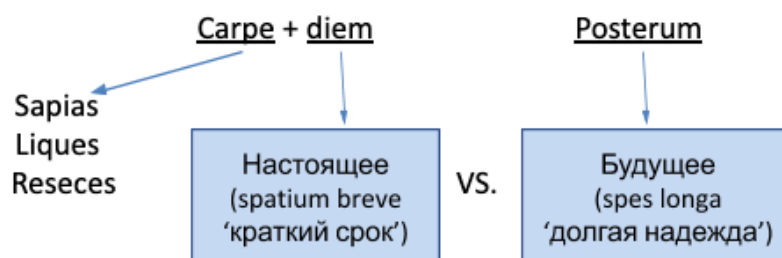 Carpe + diem
Posterum
Sapias
Liques
Reseces
Настоящее
(spatium breve
‘краткий срок’)
VS.
Будущее
(spes longa
‘долгая надежда’)